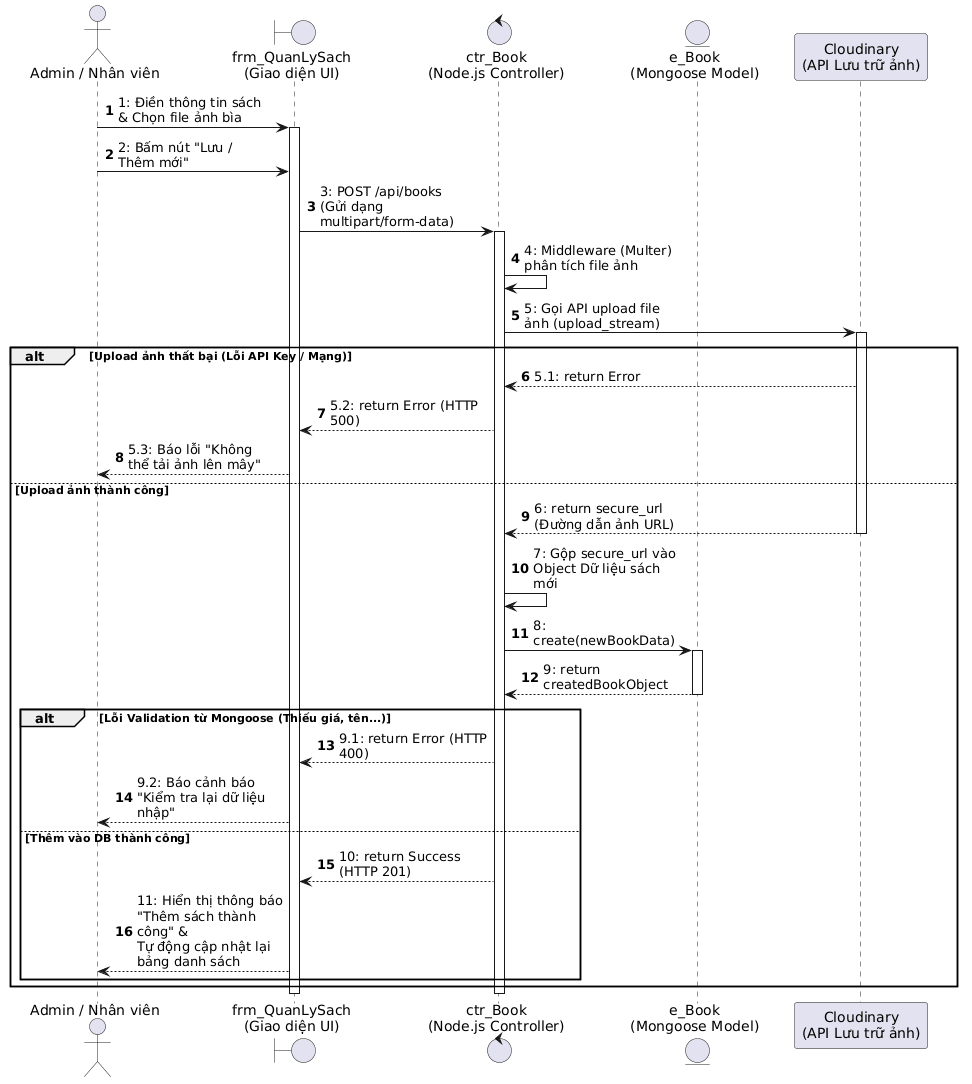 Admin / Nhân viên
frm_QuanLySach
(Giao diện UI)
ctr_Book
(Node.js Controller)
e_Book
(Mongoose Model)
Cloudinary
(API Lưu trữ ảnh)
1 1: Điền thông tin sách
& Chọn file ảnh bìa
2 2: Bấm nút "Lưu /
Thêm mới"
3 3: POST /api/books
(Gửi dạng
multipart/form-data)
4 4: Middleware (Multer)
phân tích file ảnh
5 5: Gọi API upload file
ảnh (upload_stream)
alt [Upload ảnh thất bại (Lỗi API Key / Mạng)]
6 5.1: return Error
7 5.2: return Error (HTTP
500)
8 5.3: Báo lỗi "Không
thể tải ảnh lên mây"
[Upload ảnh thành công]
9 6: return secure_url
(Đường dẫn ảnh URL)
10 7: Gộp secure_url vào
Object Dữ liệu sách
mới
11 8:
create(newBookData)
12 9: return
createdBookObject
alt [Lỗi Validation từ Mongoose (Thiếu giá, tên...)]
13 9.1: return Error (HTTP
400)
14 9.2: Báo cảnh báo
"Kiểm tra lại dữ liệu
nhập"
[Thêm vào DB thành công]
15 10: return Success
(HTTP 201)
16 11: Hiển thị thông báo
"Thêm sách thành
công" &
Tự động cập nhật lại
bảng danh sách
Admin / Nhân viên
frm_QuanLySach
(Giao diện UI)
ctr_Book
(Node.js Controller)
e_Book
(Mongoose Model)
Cloudinary
(API Lưu trữ ảnh)